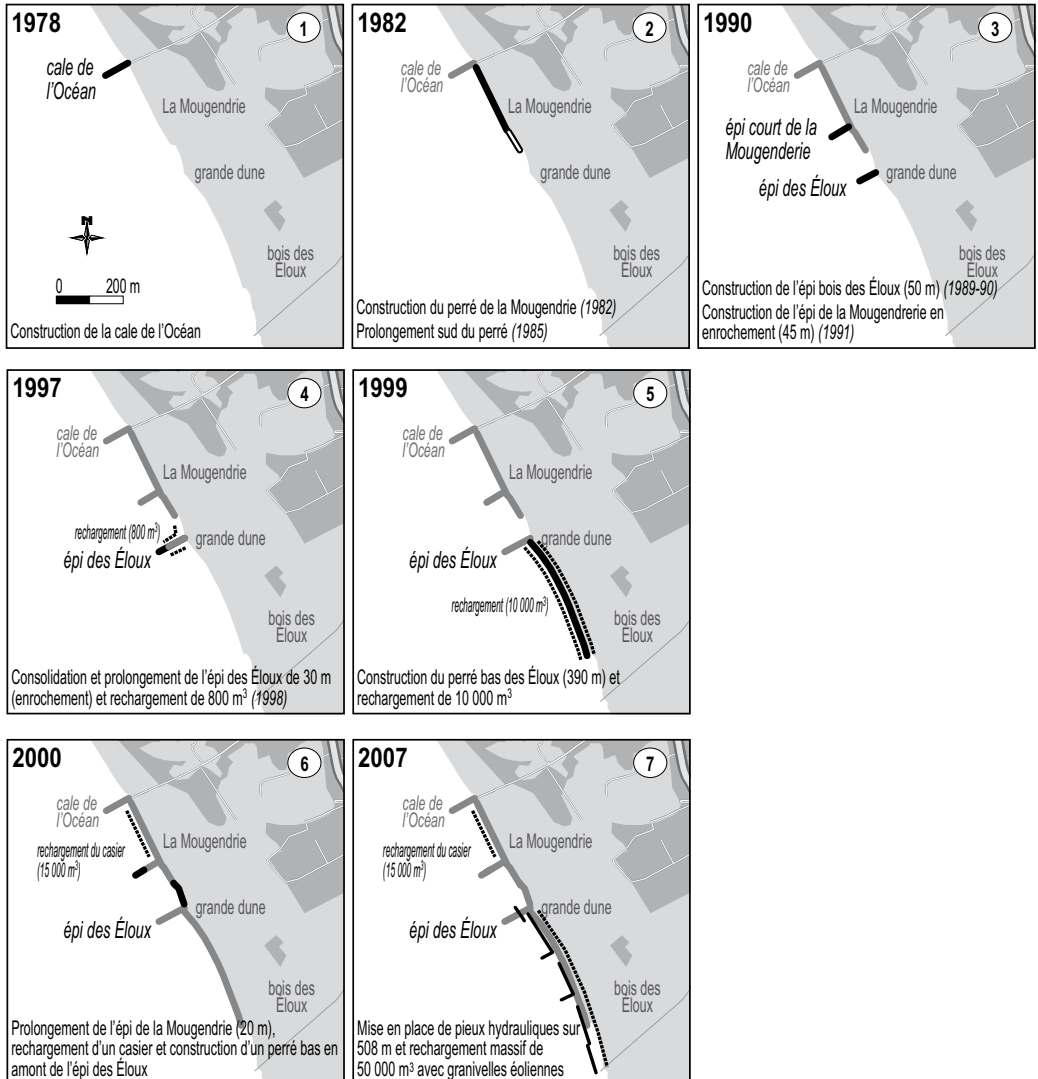 1978
1
cale de
l'Océan
La Mougendrie
grande dune
N
bois des
Éloux
0 200 m
Construction de la cale de l'Océan
1982
2
cale de
l'Océan
La Mougendrie
grande dune
bois des
Éloux
Construction du perré de la Mougendrie (1982)
Prolongement sud du perré (1985)
1990
3
cale de
l'Océan
La Mougendrie
épi court de la
Mougenderie
grande dune
épi des Éloux
bois des
Éloux
Construction de l'épi bois des Éloux (50 m) (1989-90)
Construction de l'épi de la Mougendrerie en
enrochement (45 m) (1991)
1997
4
cale de
l'Océan
La Mougendrie
rechargement (800 m³)
grande dune
épi des Éloux
bois des
Éloux
Consolidation et prolongement de l'épi des Éloux de 30 m
(enrochement) et rechargement de 800 m³ (1998)
1999
5
cale de
l'Océan
La Mougendrie
grande dune
épi des Éloux
rechargement (10 000 m³)
bois des
Éloux
Construction du perré bas des Éloux (390 m) et
rechargement de 10 000 m³
2000
6
cale de
l'Océan
La Mougendrie
rechargement du casier
(15 000 m³)
grande dune
épi des Éloux
bois des
Éloux
Prolongement de l'épi de la Mougendrie (20 m),
rechargement d'un casier et construction d'un perré bas en
amont de l'épi des Éloux
2007
7
cale de
l'Océan
La Mougendrie
rechargement du casier
(15 000 m³)
grande dune
épi des Éloux
bois des
Éloux
Mise en place de pieux hydrauliques sur
508 m et rechargement massif de
50 000 m³ avec granivelles éoliennes